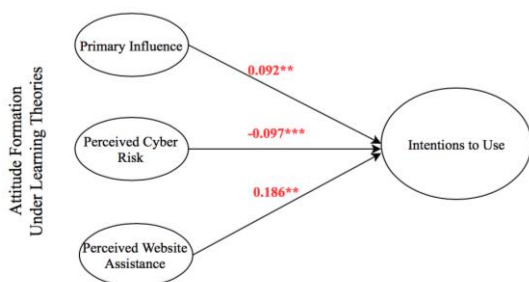 Attitude Formation
Under Learning Theories
Primary Influence
0.092**
Perceived Cyber
Risk
-0.097***
Intentions to Use
0.186**
Perceived Website
Assistance